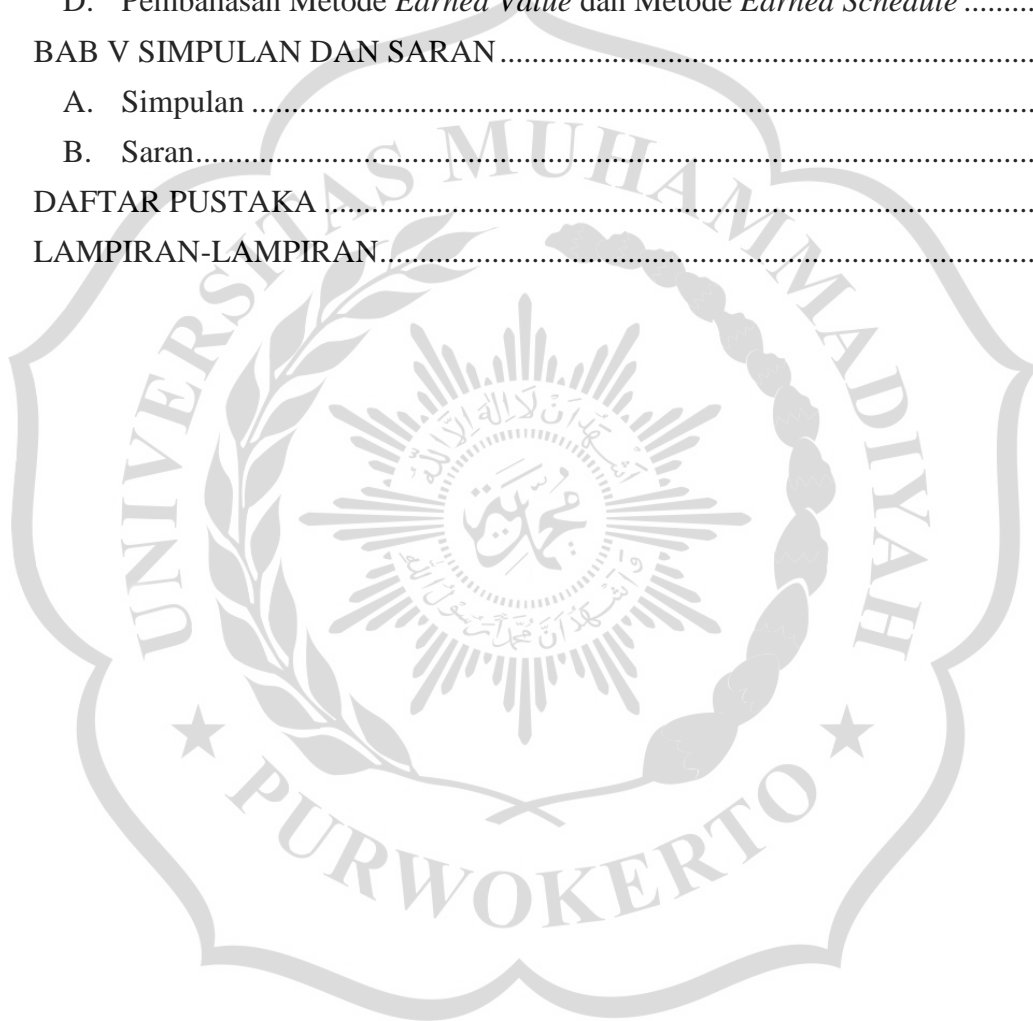 D. Pembahasan Metode Earned Value dan Metode Earned Schedule ..........
BAB V SIMPULAN DAN SARAN ..........
A. Simpulan ..........
B. Saran ..........
DAFTAR PUSTAKA ..........
LAMPIRAN-LAMPIRAN ..........
UNIVERSITAS MUHAMMADIYAH
PURWOKERTO